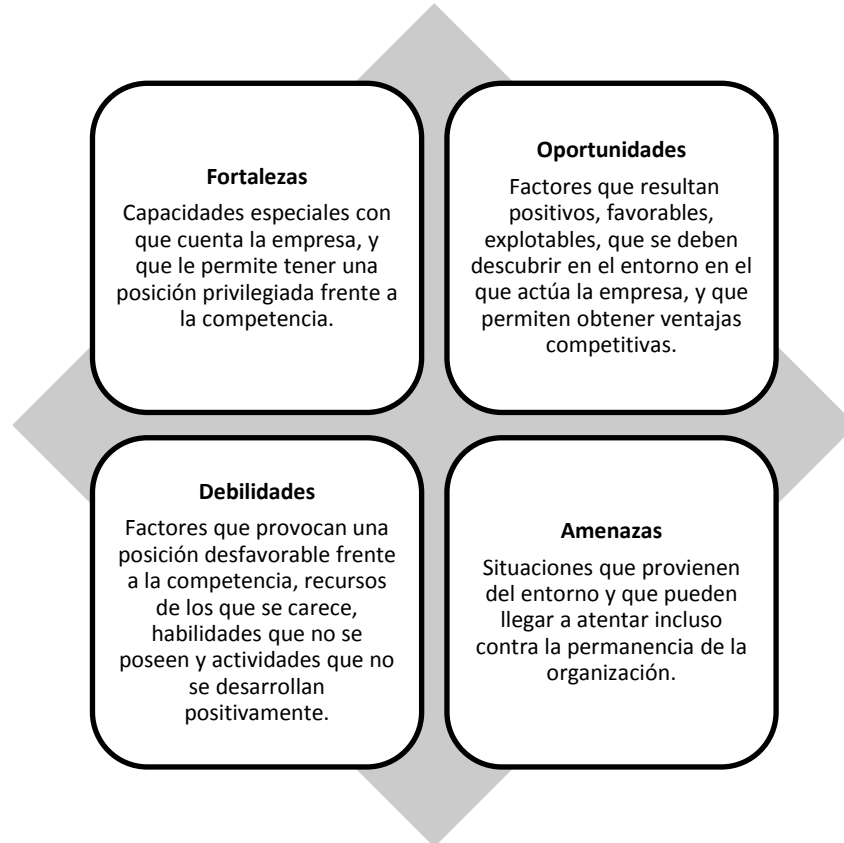 Fortalezas
Capacidades especiales con
que cuenta la empresa, y
que le permite tener una
posición privilegiada frente a
la competencia.
Oportunidades
Factores que resultan
positivos, favorables,
explotables, que se deben
descubrir en el entorno en el
que actúa la empresa, y que
permiten obtener ventajas
competitivas.
Debilidades
Factores que provocan una
posición desfavorable frente
a la competencia, recursos
de los que se carece,
habilidades que no se
poseen y actividades que no
se desarrollan
positivamente.
Amenazas
Situaciones que provienen
del entorno y que pueden
llegar a atentar incluso
contra la permanencia de la
organización.